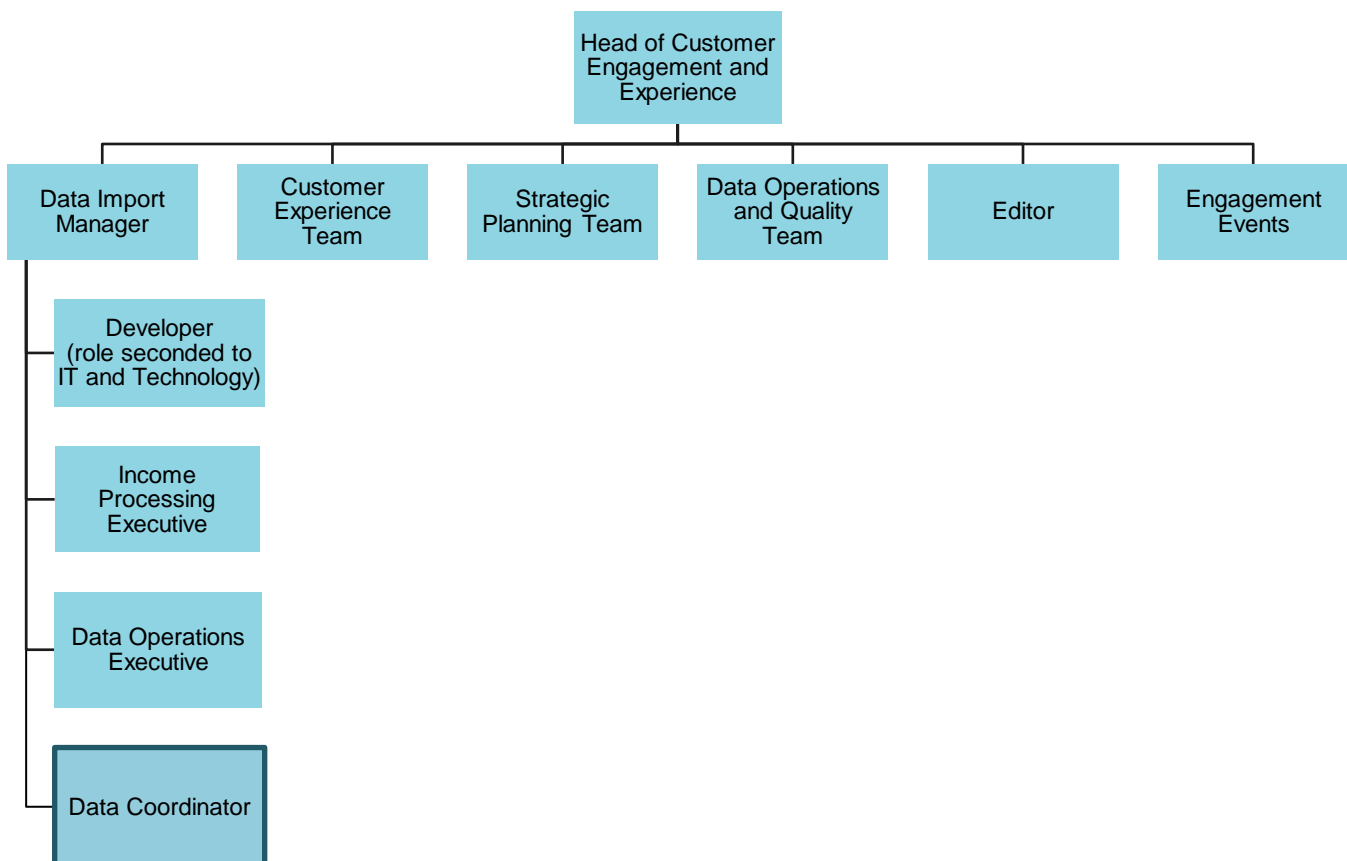 Head of Customer
Engagement and
Experience
Data Import
Manager
Customer
Experience
Team
Strategic
Planning Team
Data Operations
and Quality
Team
Editor
Engagement
Events
Developer
(role seconded to
IT and Technology)
Income
Processing
Executive
Data Operations
Executive
Data Coordinator